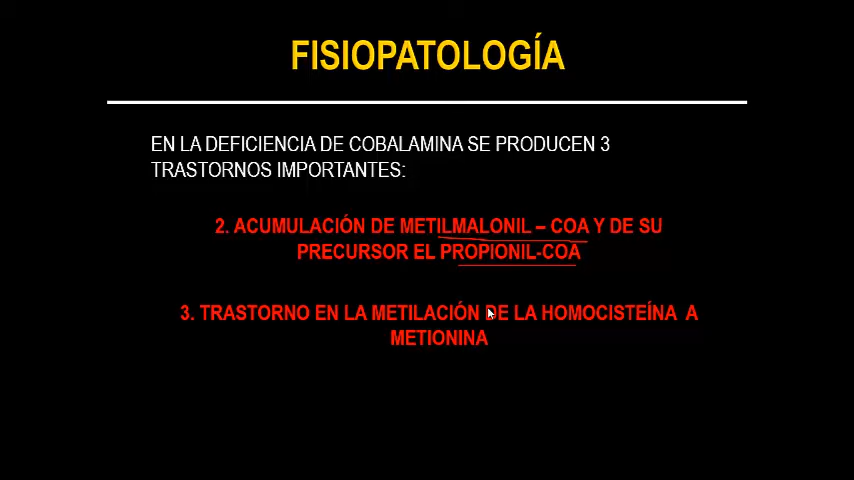 FISIOPATOLOGÍA
EN LA DEFICIENCIA DE COBALAMINA SE PRODUCEN 3
TRASTORNOS IMPORTANTES:
2. ACUMULACIÓN DE METILMALONIL – COA Y DE SU
PRECURSOR EL PROPIONIL-COA
3. TRASTORNO EN LA METILACIÓN DE LA HOMOCISTEÍNA A
METIONINA